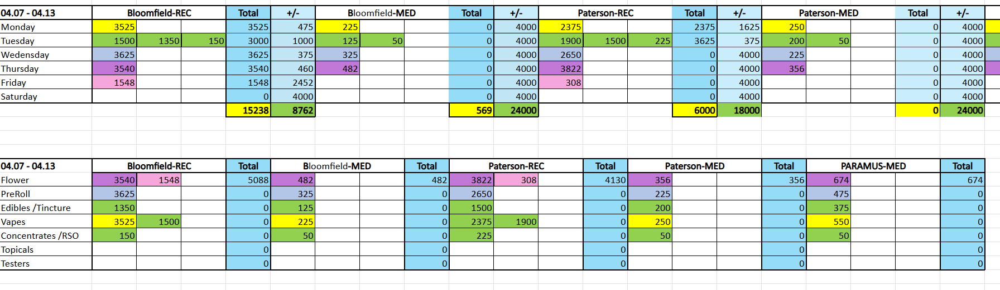 04.07 - 04.13 Bloomfield-REC Total +/- Bloomfield-MED Total +/- Paterson-REC Total +/- Paterson-MED Total +/-
Monday 3525 3525 475 225 0 4000 2375 2375 1625 250 0 4000
Tuesday 1500 1350 150 3000 1000 125 50 0 4000 1900 1500 225 3625 375 200 50 0 4000
Wedensday 3625 3625 375 325 0 4000 2650 0 4000 225 0 4000
Thursday 3540 3540 460 482 0 4000 3822 0 4000 356 0 4000
Friday 1548 1548 2452 0 4000 308 0 4000 0 4000
Saturday 0 4000 0 4000 0 4000 0 4000
15238 8762 569 24000 6000 18000 0 24000
04.07 - 04.13 Bloomfield-REC Total Bloomfield-MED Total Paterson-REC Total Paterson-MED Total PARAMUS-MED Total
Flower 3540 1548 5088 482 482 3822 308 4130 356 356 674 674
PreRoll 3625 0 325 0 2650 0 225 0 475 0
Edibles /Tincture 1350 0 125 0 1500 0 200 0 375 0
Vapes 3525 1500 0 225 0 2375 1900 0 250 0 550 0
Concentrates /RSO 150 0 50 0 225 0 50 0 50 0
Topicals 0 0 0 0 0
Testers 0 0 0 0 0